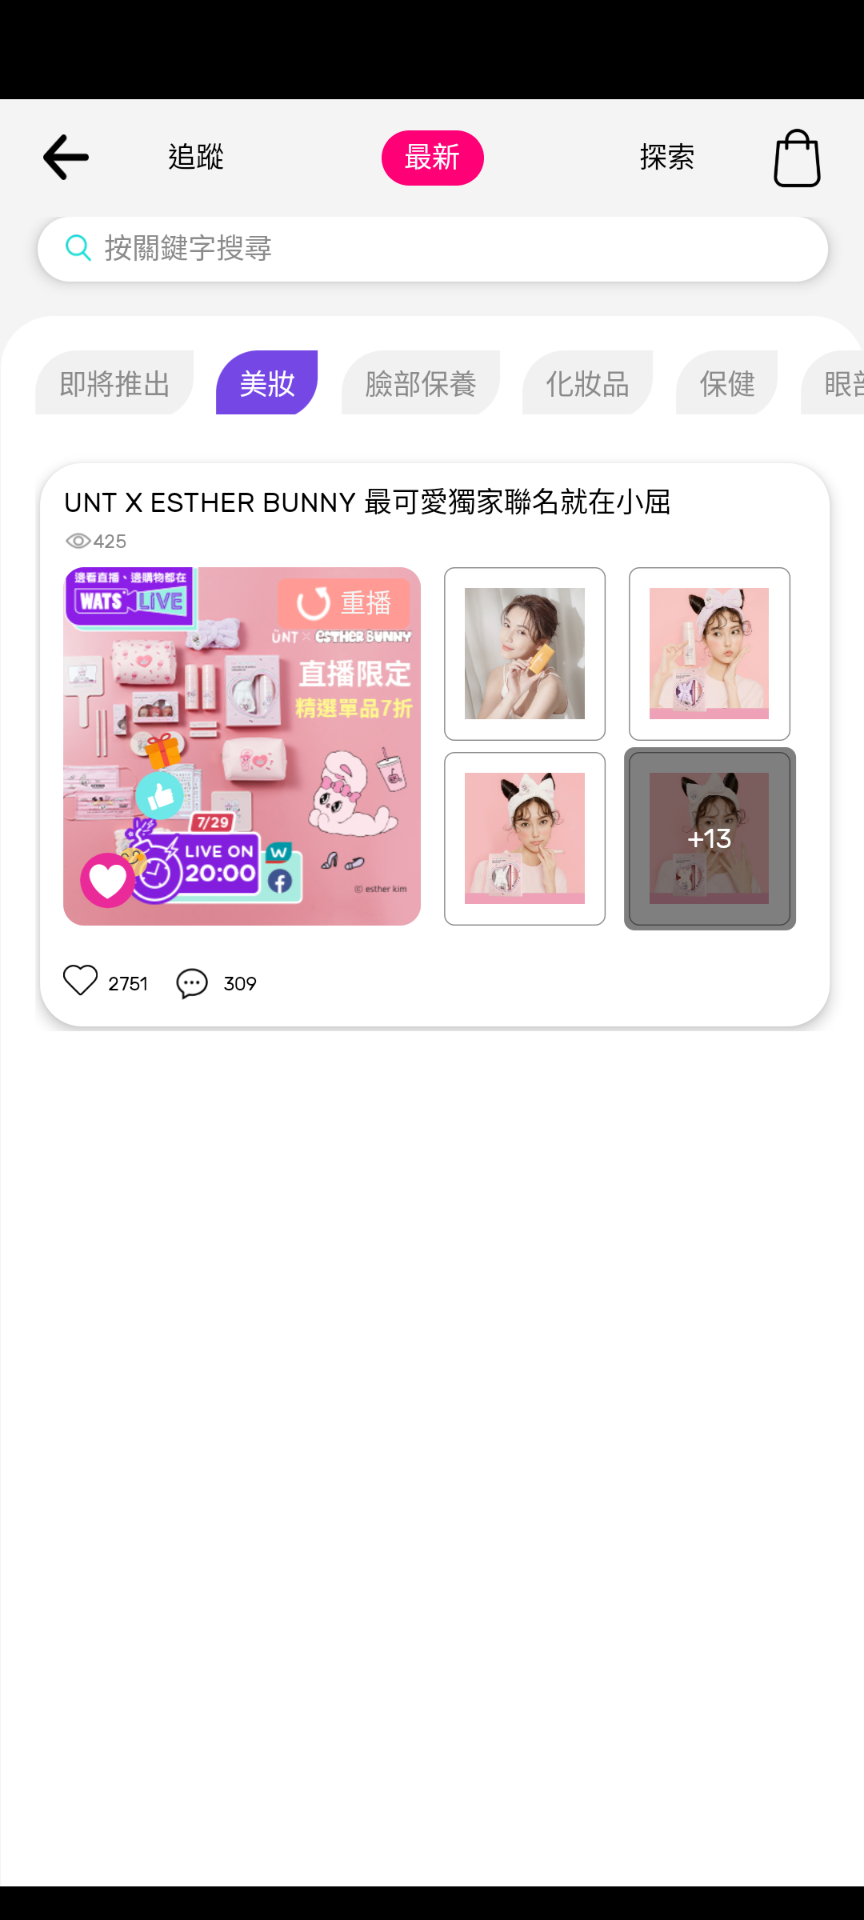 追蹤
最新
探索
按關鍵字搜尋
即將推出
美妝
臉部保養
化妝品
保健
眼部
UNT X ESTHER BUNNY 最可愛獨家聯名就在小屈
425
邊看直播、邊購物都在
WATS LIVE
重播
ÜNT × ESTHER BUNNY
直播限定
精選單品7折
7/29
LIVE ON
20:00
W
© esther kim
+13
2751
309